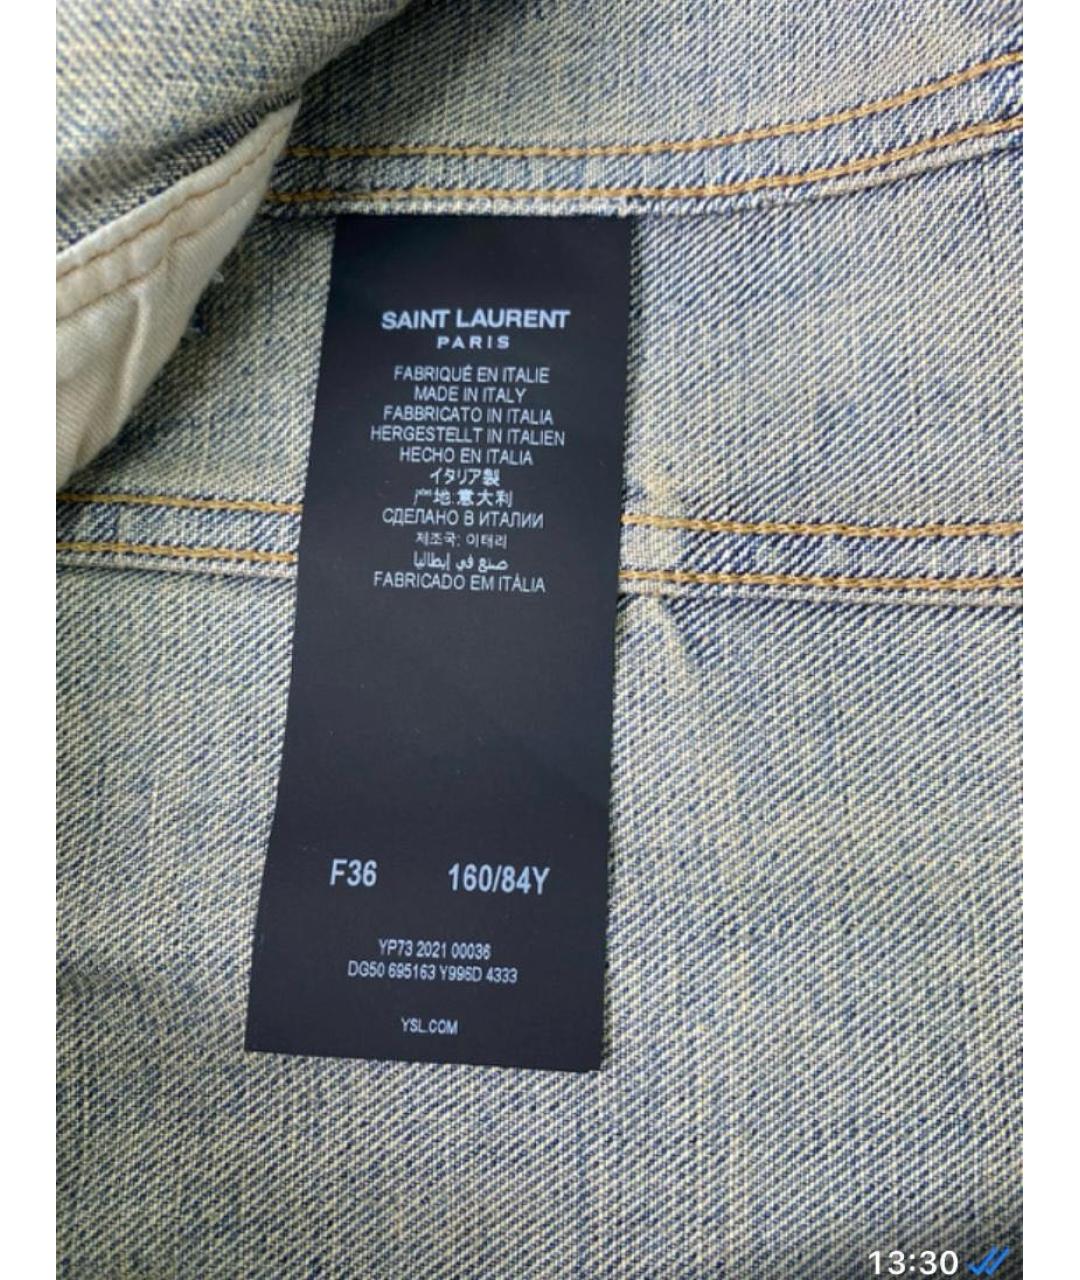 SAINT LAURENT
PARIS
FABRIQUÉ EN ITALIE
MADE IN ITALY
FABBRICATO IN ITALIA
HERGESTELLT IN ITALIEN
HECHO EN ITALIA
イタリア製
地:意大利
СДЕЛАНО В ИТАЛИИ
제조국: 이태리
صنع في إيطاليا
FABRICADO EM ITÁLIA
F36 160/84Y
YP73 2021 00036
DG50 695163 Y996D 4333
YSL.COM
13:30